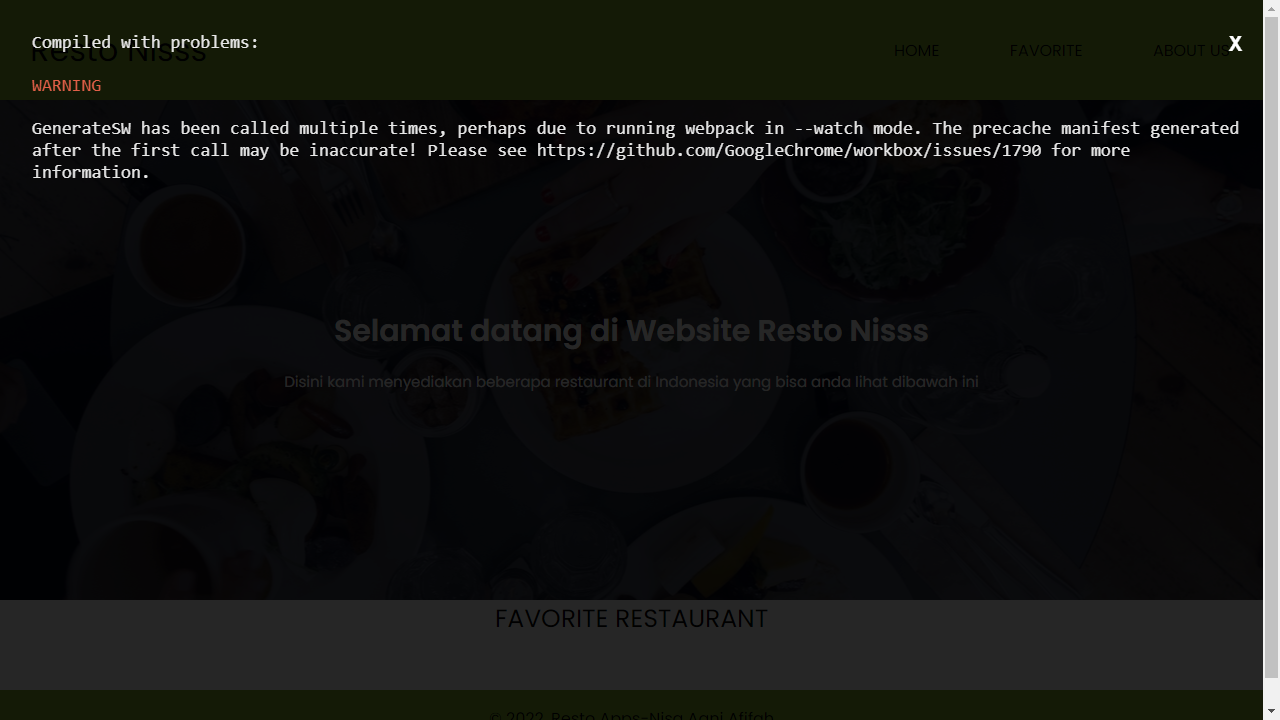 Compiled with problems:
X
Resto Nisss
HOME
FAVORITE
ABOUT US
WARNING
GenerateSW has been called multiple times, perhaps due to running webpack in --watch mode. The precache manifest generated
after the first call may be inaccurate! Please see https://github.com/GoogleChrome/workbox/issues/1790 for more
information.
Selamat datang di Website Resto Nisss
Disini kami menyediakan beberapa restaurant di Indonesia yang bisa anda lihat dibawah ini
FAVORITE RESTAURANT
© 2022, Resto Apps-Nisa Aqni Afifah